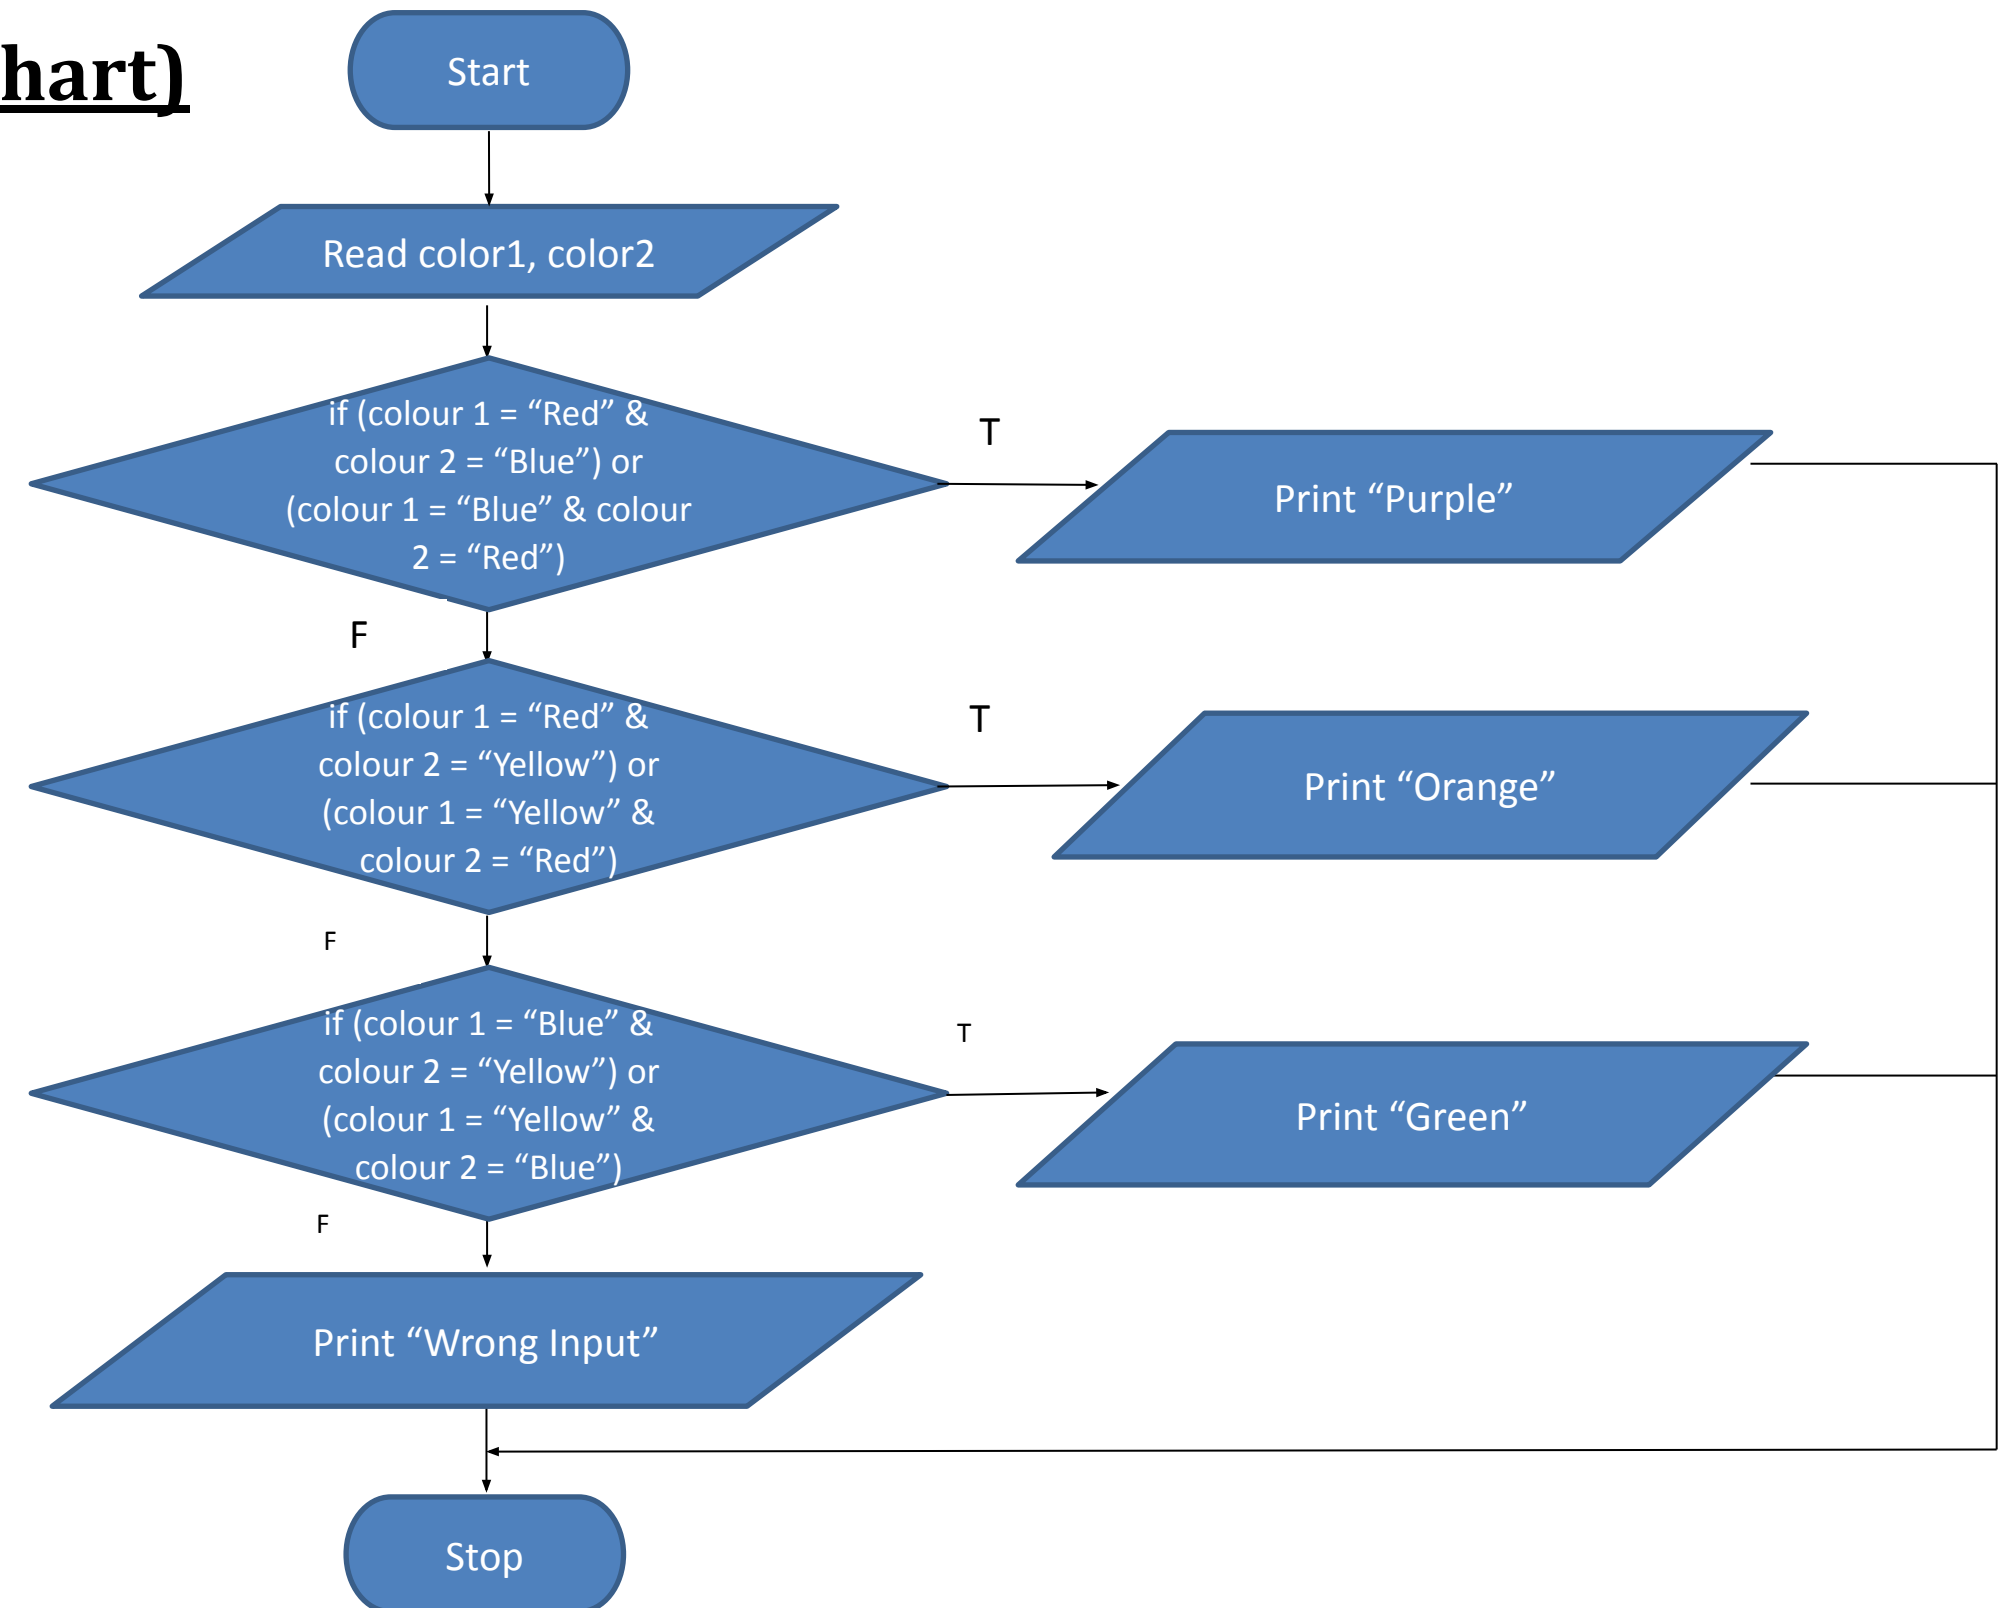 hart)
Start
Read color1, color2
if (colour 1 = “Red” &
colour 2 = “Blue”) or
(colour 1 = “Blue” & colour
2 = “Red”)
T
Print “Purple”
F
if (colour 1 = “Red” &
colour 2 = “Yellow”) or
(colour 1 = “Yellow” &
colour 2 = “Red”)
T
Print “Orange”
F
if (colour 1 = “Blue” &
colour 2 = “Yellow”) or
(colour 1 = “Yellow” &
colour 2 = “Blue”)
T
Print “Green”
F
Print “Wrong Input”
Stop